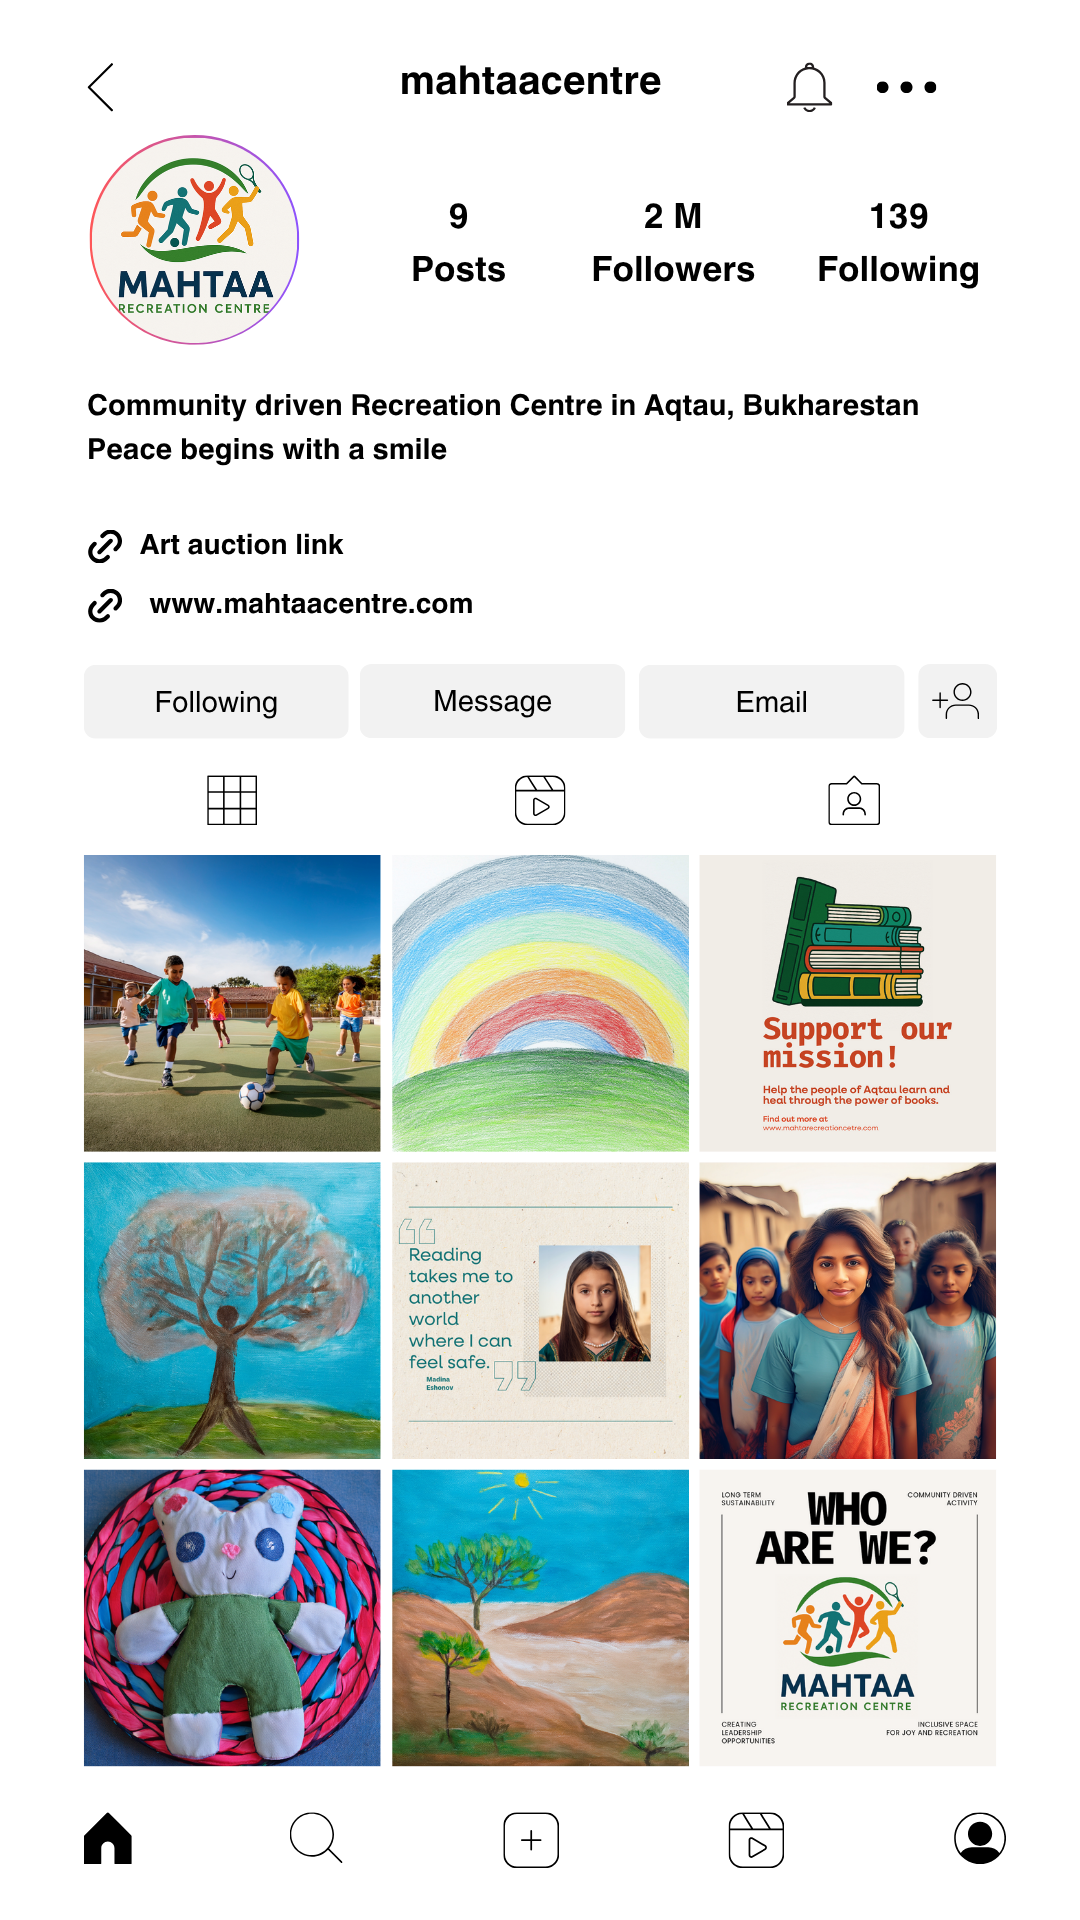 mahtaacentre
MAHTAA
RECREATION CENTRE
9
Posts
2 M
Followers
139
Following
Community driven Recreation Centre in Aqtau, Bukharestan
Peace begins with a smile
Art auction link
www.mahtaacentre.com
Following
Message
Email
Support our
mission!
Help the people of Aqtau learn and
heal through the power of books.
Find out more at
www.mahtarecreationcetre.com
“
Reading
takes me to
another
world
where I can
feel safe.
”
Madina
Eshonov
LONG TERM
SUSTAINABILITY
COMMUNITY DRIVEN
ACTIVITY
WHO
ARE WE?
MAHTAA
RECREATION CENTRE
CREATING
LEADERSHIP
OPPORTUNITIES
INCLUSIVE SPACE
FOR JOY AND RECREATION